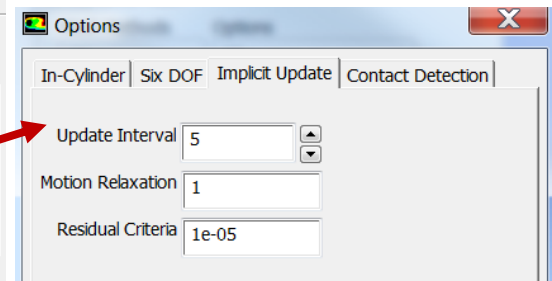 Options
In-Cylinder Six DOF Implicit Update Contact Detection
Update Interval 5
Motion Relaxation 1
Residual Criteria 1e-05